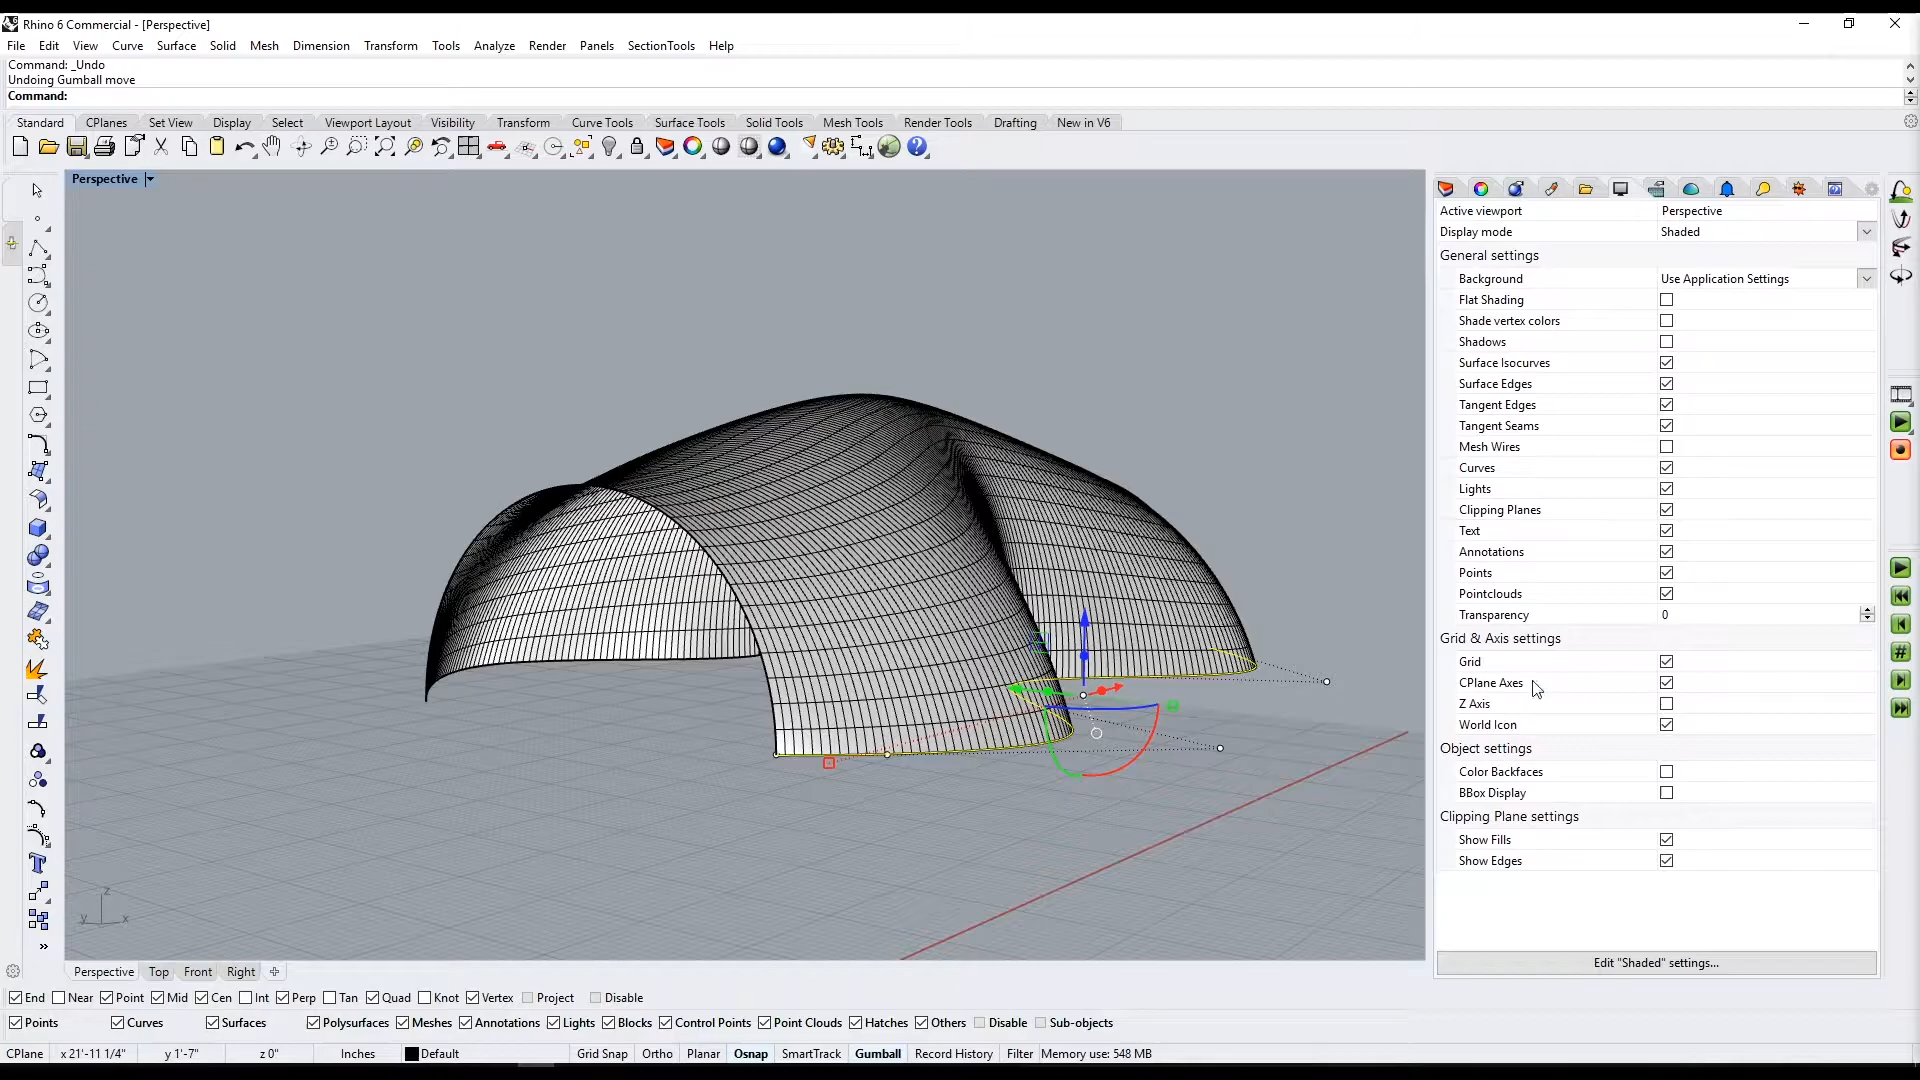 Rhino 6 Commercial - [Perspective]
File Edit View Curve Surface Solid Mesh Dimension Transform Tools Analyze Render Panels SectionTools Help
Command: _Undo
Undoing Gumball move
Command:
Standard CPlanes Set View Display Select Viewport Layout Visibility Transform Curve Tools Surface Tools Solid Tools Mesh Tools Render Tools Drafting New in V6
Perspective
Active viewport Perspective
Display mode Shaded
General settings
Background Use Application Settings
Flat Shading
Shade vertex colors
Shadows
Surface Isocurves
Surface Edges
Tangent Edges
Tangent Seams
Mesh Wires
Curves
Lights
Clipping Planes
Text
Annotations
Points
Pointclouds
Transparency 0
Grid & Axis settings
Grid
CPlane Axes
Z Axis
World Icon
Object settings
Color Backfaces
BBox Display
Clipping Plane settings
Show Fills
Show Edges
Edit "Shaded" settings...
z
y x
Perspective Top Front Right
End Near Point Mid Cen Int Perp Tan Quad Knot Vertex Project Disable
Points Curves Surfaces Polysurfaces Meshes Annotations Lights Blocks Control Points Point Clouds Hatches Others Disable Sub-objects
CPlane x 21'-11 1/4" y 1'-7" z 0" Inches Default Grid Snap Ortho Planar Osnap SmartTrack Gumball Record History Filter Memory use: 548 MB